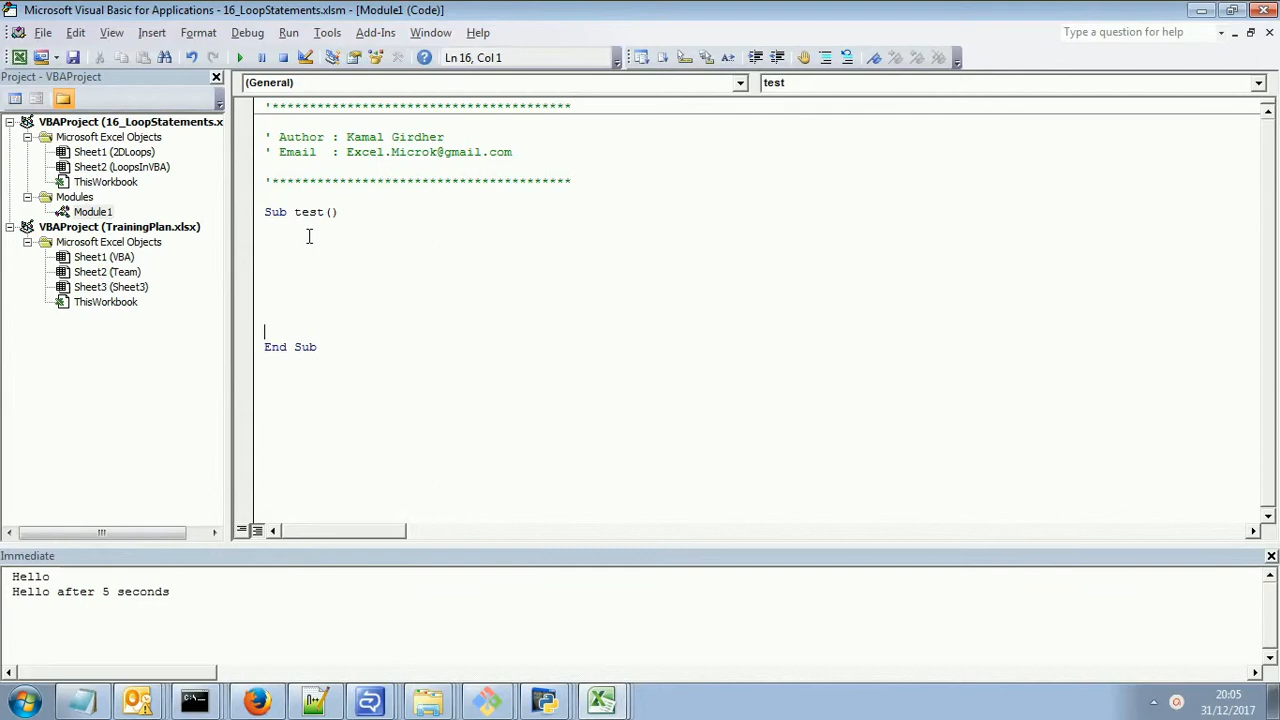 Microsoft Visual Basic for Applications - 16_LoopStatements.xlsm - [Module1 (Code)]
File Edit View Insert Format Debug Run Tools Add-Ins Window Help
Type a question for help
Ln 16, Col 1
Project - VBAProject
(General)
test
VBAProject (16_LoopStatements.x
Microsoft Excel Objects
Sheet1 (2DLoops)
Sheet2 (LoopsInVBA)
ThisWorkbook
Modules
Module1
VBAProject (TrainingPlan.xlsx)
Microsoft Excel Objects
Sheet1 (VBA)
Sheet2 (Team)
Sheet3 (Sheet3)
ThisWorkbook
'****************************************
' Author : Kamal Girdher
' Email : Excel.Microk@gmail.com
'****************************************
Sub test()
End Sub
Immediate
Hello
Hello after 5 seconds
20:05
31/12/2017